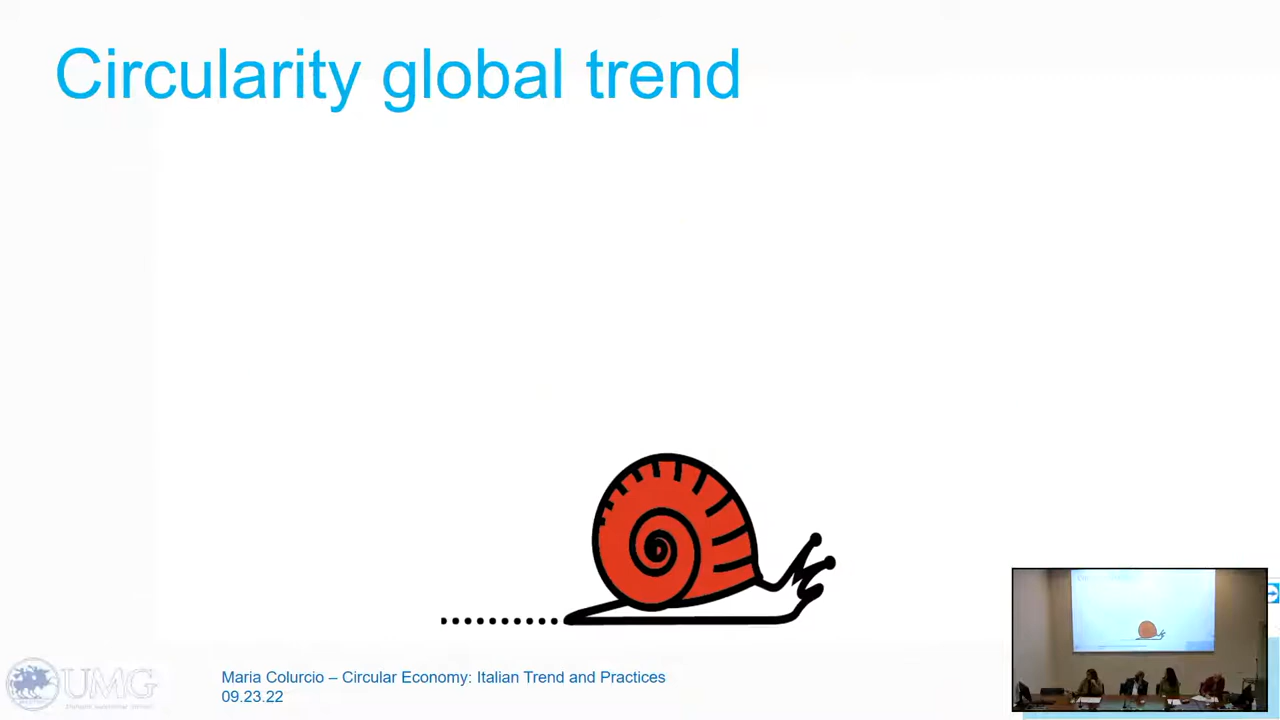 Circularity global trend
UMG
Maria Colurcio – Circular Economy: Italian Trend and Practices
09.23.22